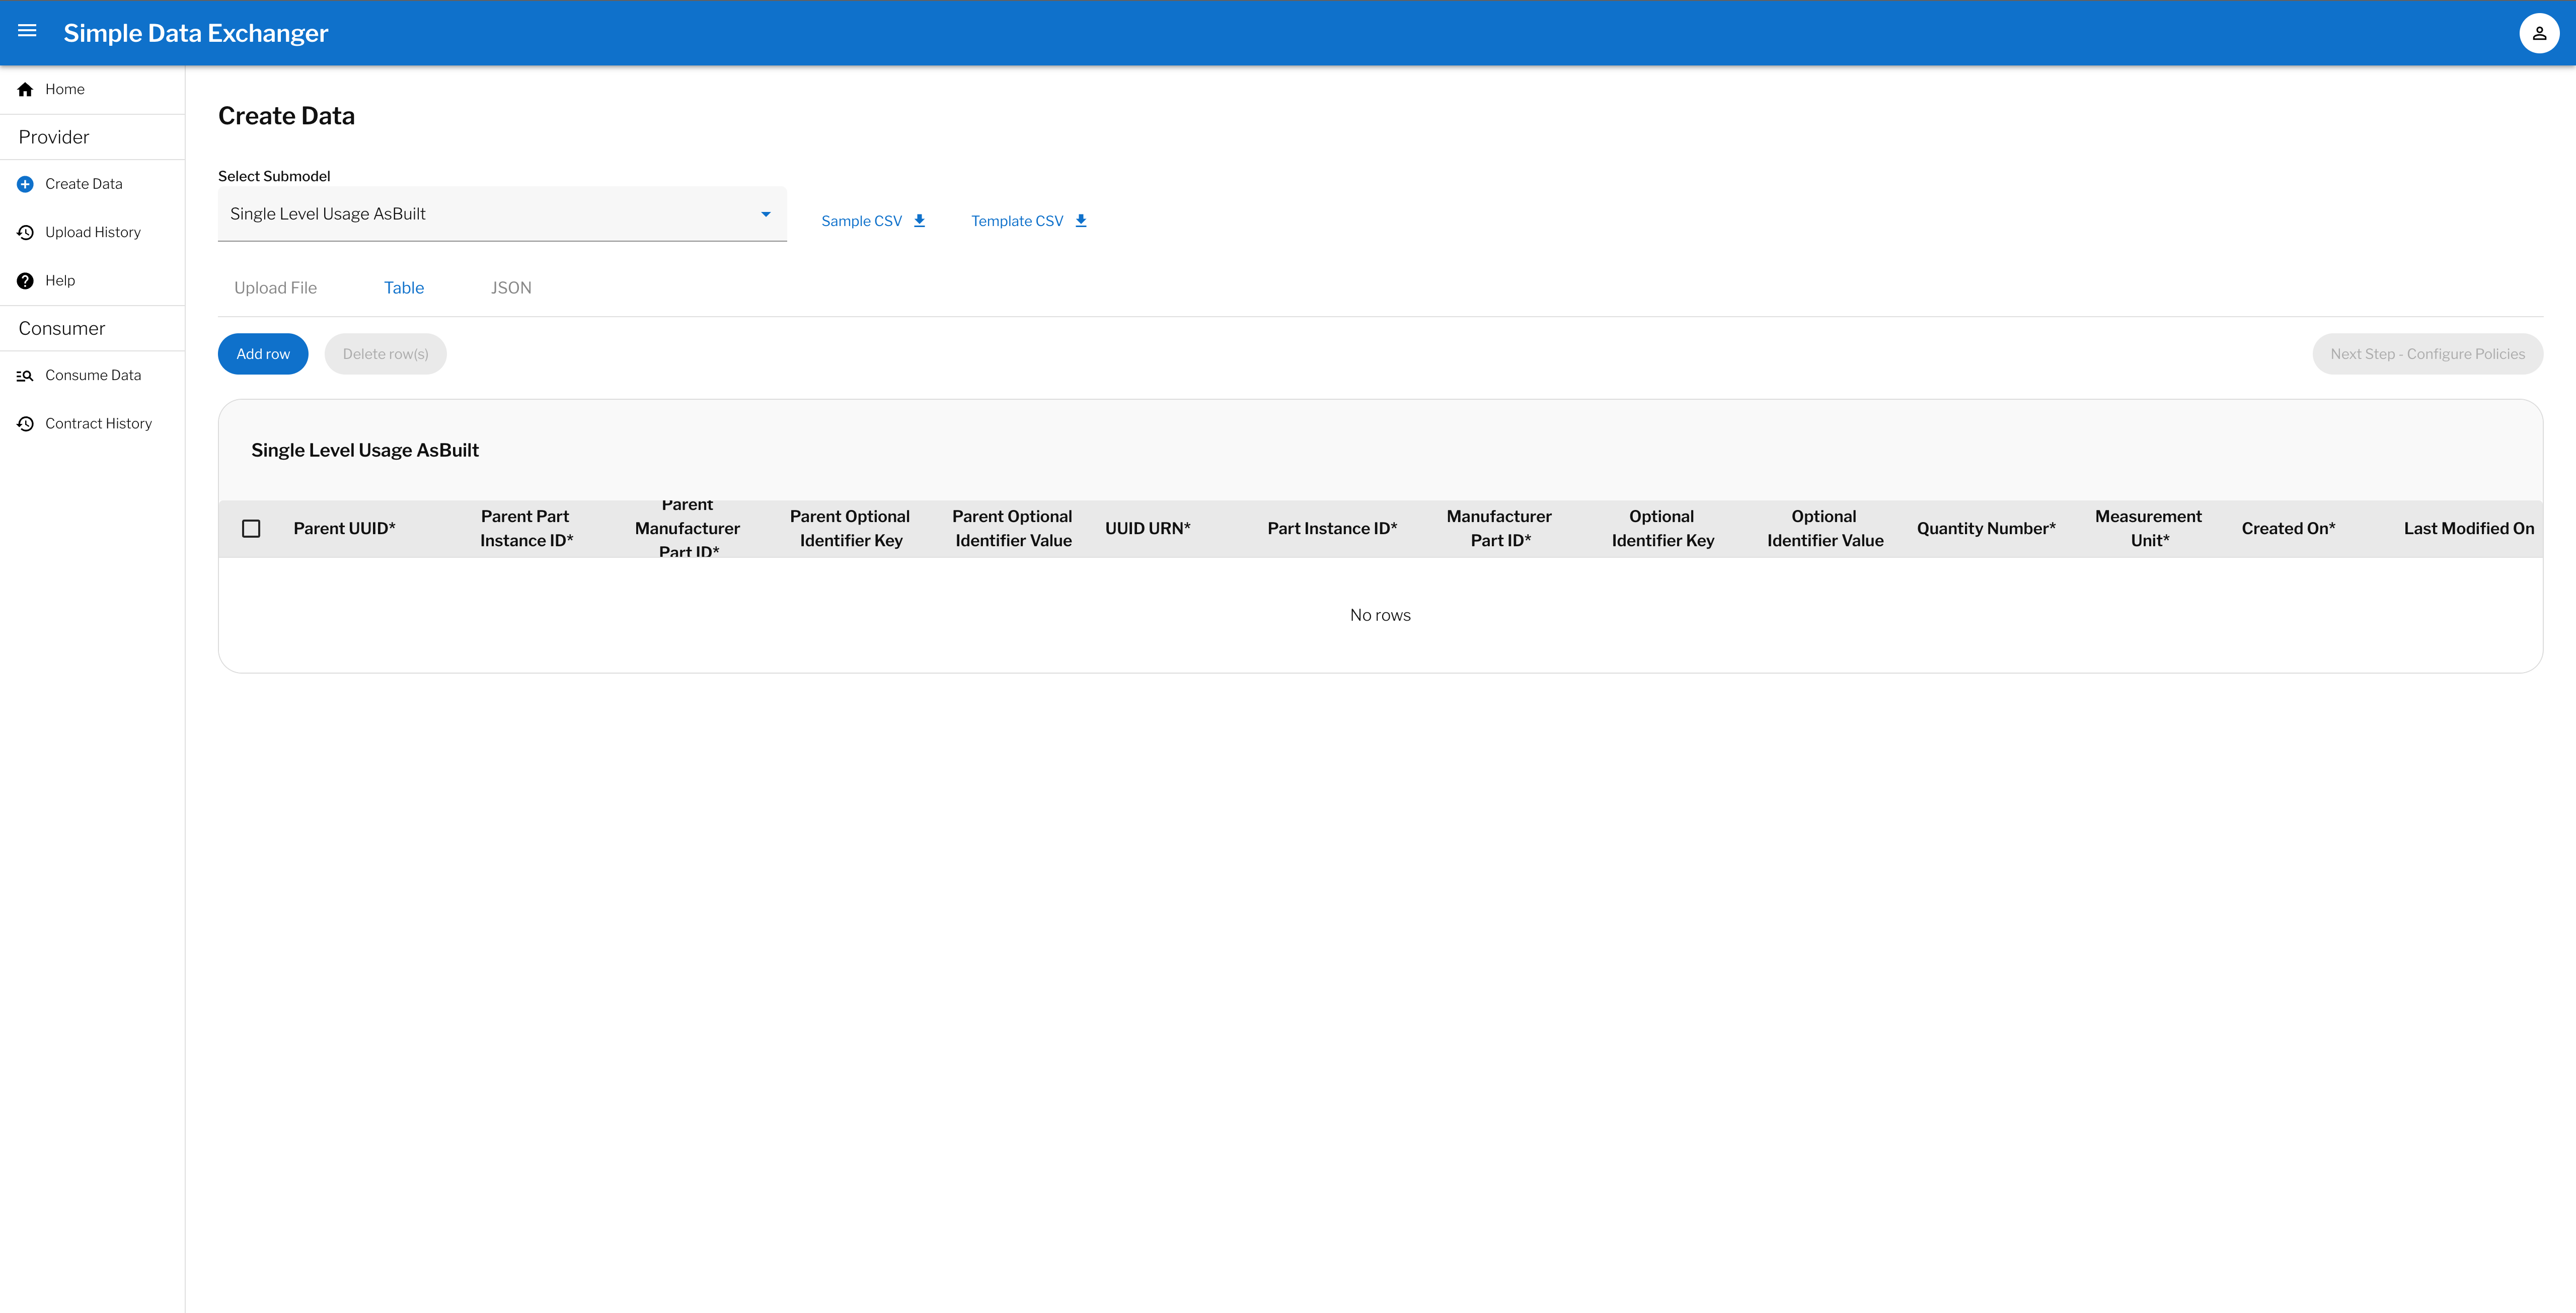 Simple Data Exchanger
Home
Provider
Create Data
Upload History
Help
Consumer
Consume Data
Contract History
Create Data
Select Submodel
Single Level Usage AsBuilt
Sample CSV
Template CSV
Upload File
Table
JSON
Add row
Delete row(s)
Next Step - Configure Policies
Single Level Usage AsBuilt
Parent UUID*
Parent Part
Instance ID*
Parent
Manufacturer
Part ID*
Parent Optional
Identifier Key
Parent Optional
Identifier Value
UUID URN*
Part Instance ID*
Manufacturer
Part ID*
Optional
Identifier Key
Optional
Identifier Value
Quantity Number*
Measurement
Unit*
Created On*
Last Modified On
No rows